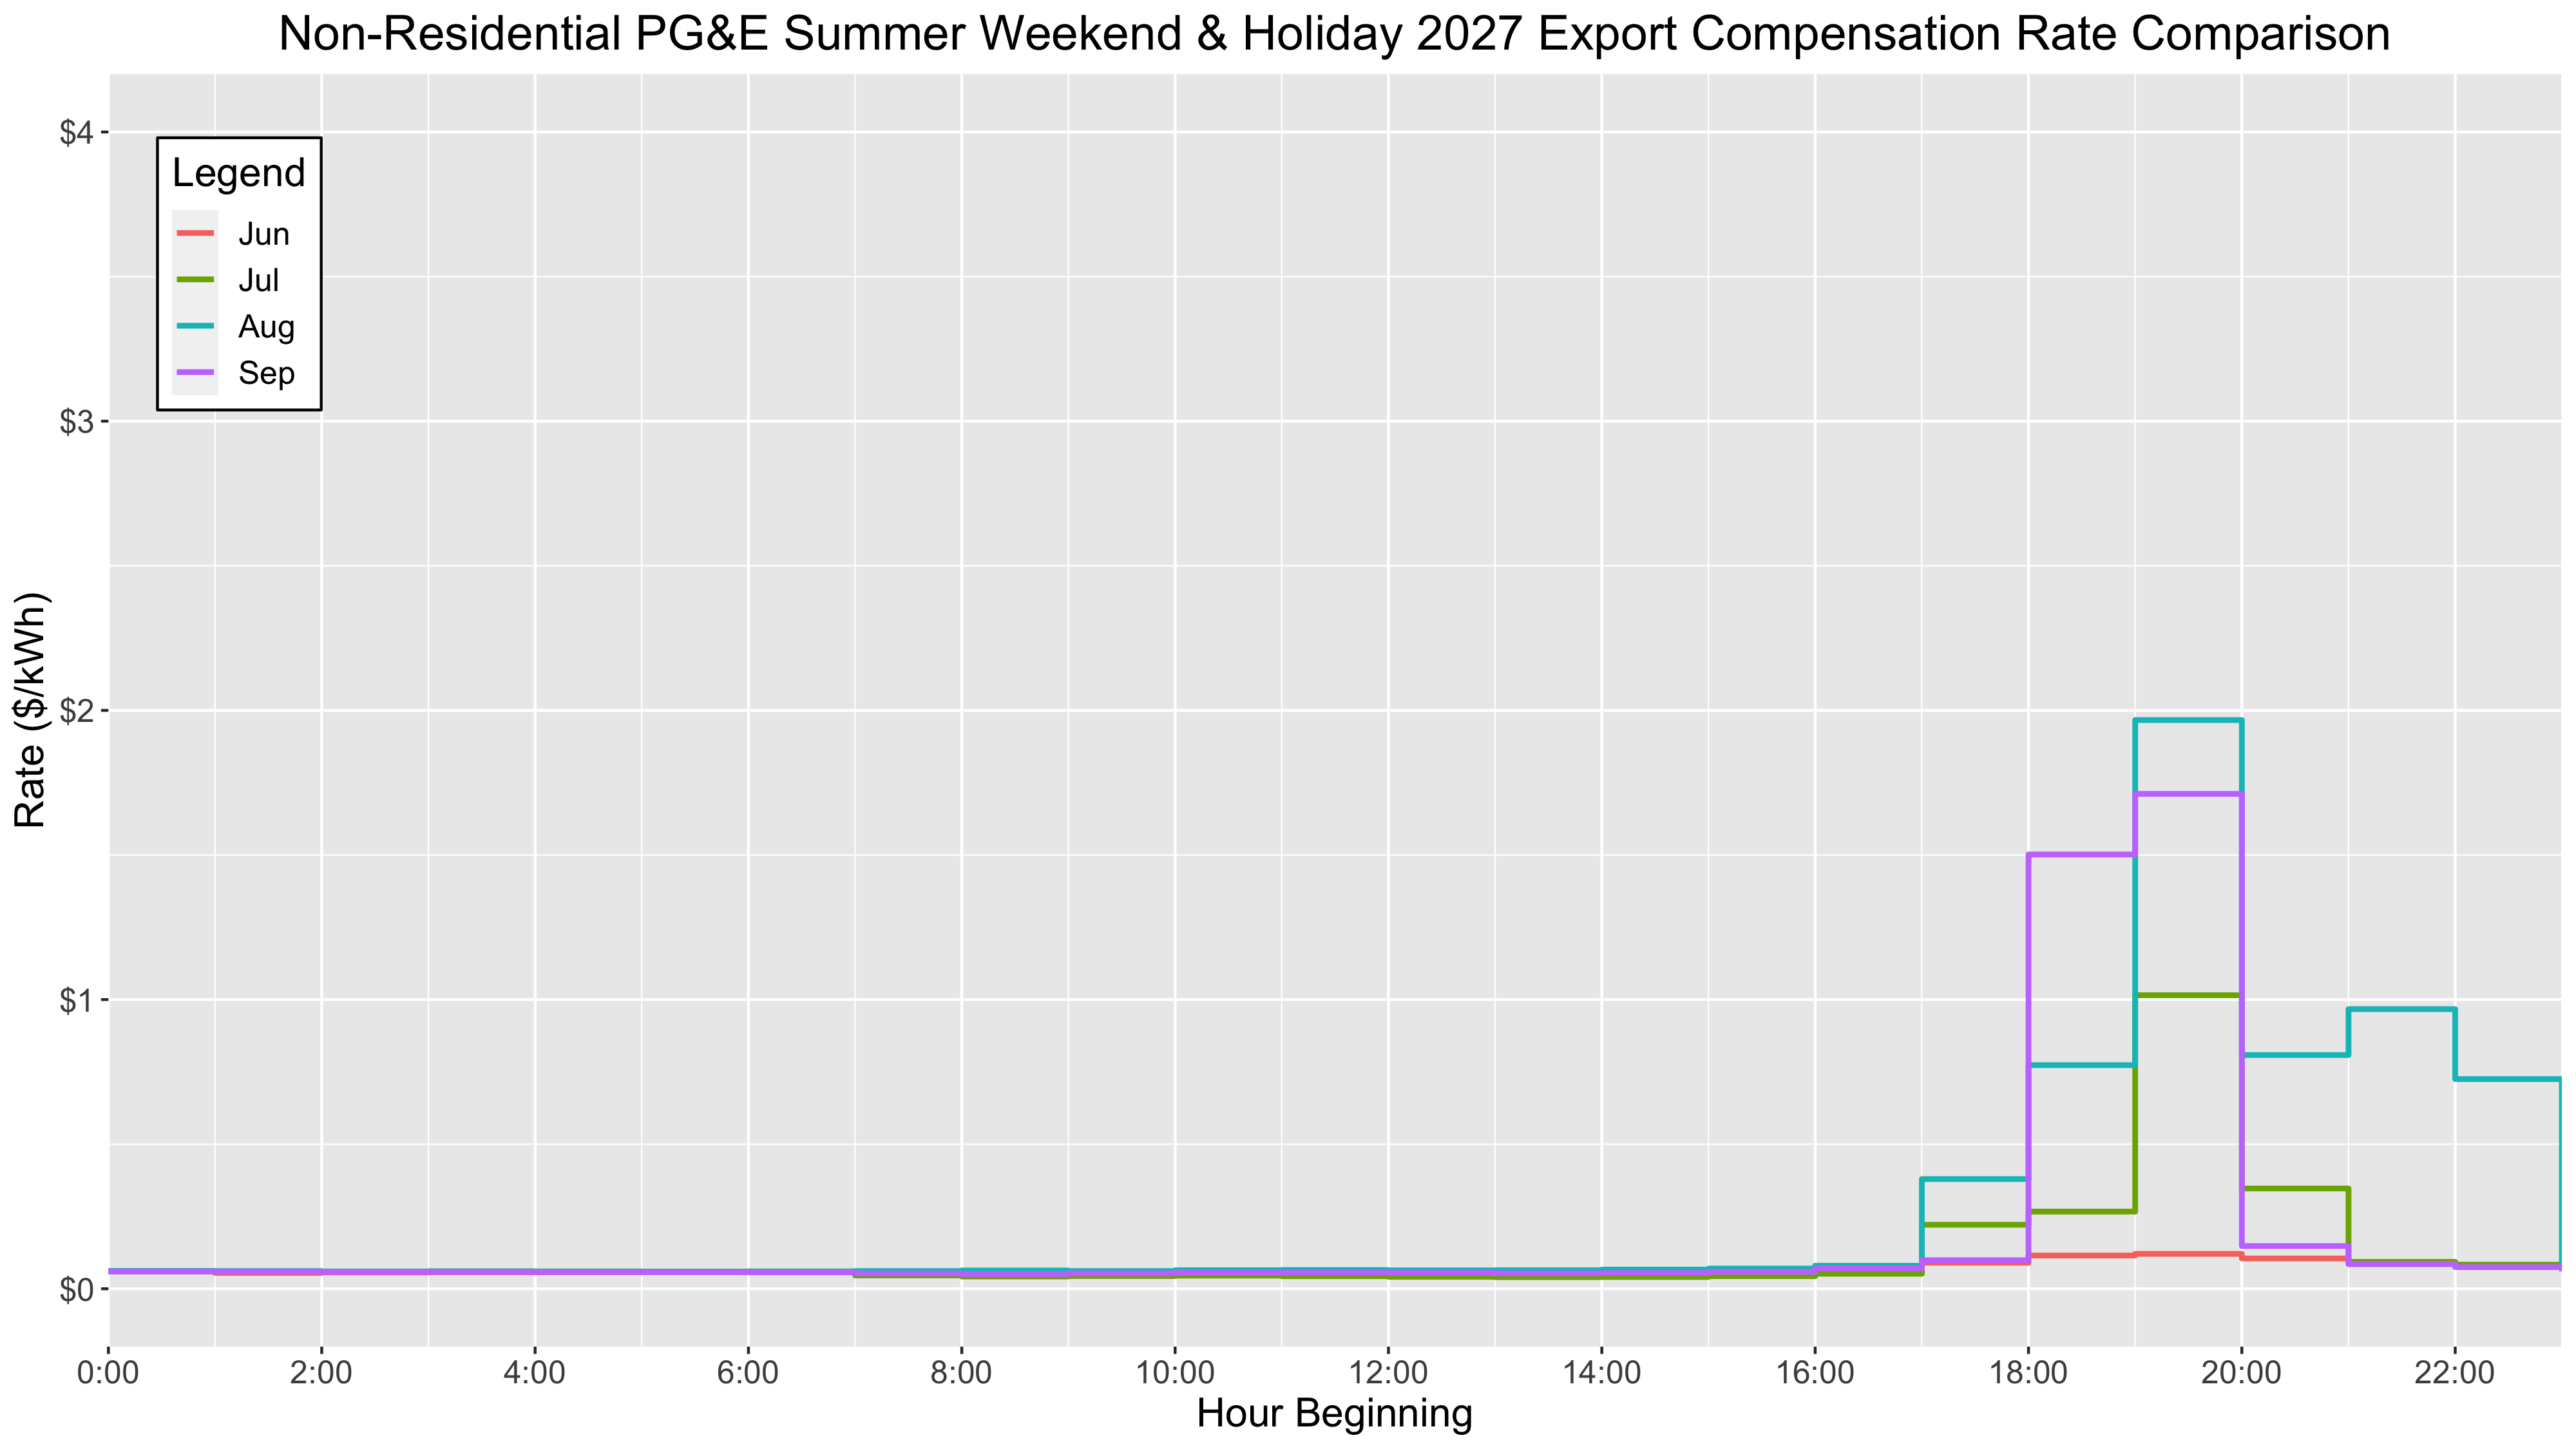 Non-Residential PG&E Summer Weekend & Holiday 2027 Export Compensation Rate Comparison
$4
$3
$2
$1
$0
Rate ($/kWh)
Legend
Jun
Jul
Aug
Sep
0:00 2:00 4:00 6:00 8:00 10:00 12:00 14:00 16:00 18:00 20:00 22:00
Hour Beginning